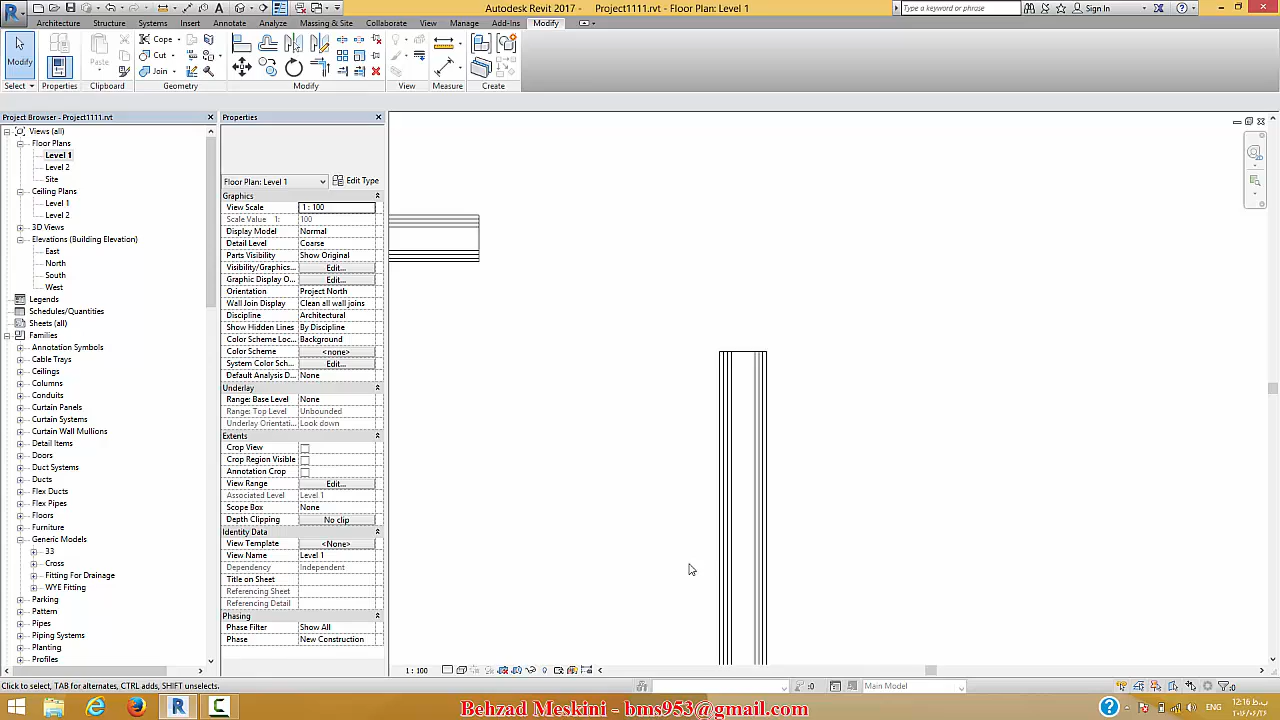 Autodesk Revit 2017 - Project1111.rvt - Floor Plan: Level 1
Type a keyword or phrase
Sign In
Architecture Structure Systems Insert Annotate Analyze Massing & Site Collaborate View Manage Add-Ins Modify
Modify
Cope
Cut
Join
Paste
Select Properties Clipboard Geometry Modify View Measure Create
Project Browser - Project1111.rvt
Views (all)
Floor Plans
Level 1
Level 2
Site
Ceiling Plans
Level 1
Level 2
3D Views
Elevations (Building Elevation)
East
North
South
West
Legends
Schedules/Quantities
Sheets (all)
Families
Annotation Symbols
Cable Trays
Ceilings
Columns
Conduits
Curtain Panels
Curtain Systems
Curtain Wall Mullions
Detail Items
Doors
Duct Systems
Ducts
Flex Ducts
Flex Pipes
Floors
Furniture
Generic Models
33
Cross
Fitting For Drainage
WYE Fitting
Parking
Pattern
Pipes
Piping Systems
Planting
Profiles
Properties
Floor Plan: Level 1 Edit Type
Graphics
View Scale 1 : 100
Scale Value 1: 100
Display Model Normal
Detail Level Coarse
Parts Visibility Show Original
Visibility/Graphics... Edit...
Graphic Display O... Edit...
Orientation Project North
Wall Join Display Clean all wall joins
Discipline Architectural
Show Hidden Lines By Discipline
Color Scheme Loc... Background
Color Scheme <none>
System Color Sch... Edit...
Default Analysis D... None
Underlay
Range: Base Level None
Range: Top Level Unbounded
Underlay Orientati... Look down
Extents
Crop View
Crop Region Visible
Annotation Crop
View Range Edit...
Associated Level Level 1
Scope Box None
Depth Clipping No clip
Identity Data
View Template <None>
View Name Level 1
Dependency Independent
Title on Sheet
Referencing Sheet
Referencing Detail
Phasing
Phase Filter Show All
Phase New Construction
1 : 100
Click to select, TAB for alternates, CTRL adds, SHIFT unselects.
:0
Main Model
:0
Behzad Meskini - bms953@gmail.com
ENG
12:16 ب.ظ